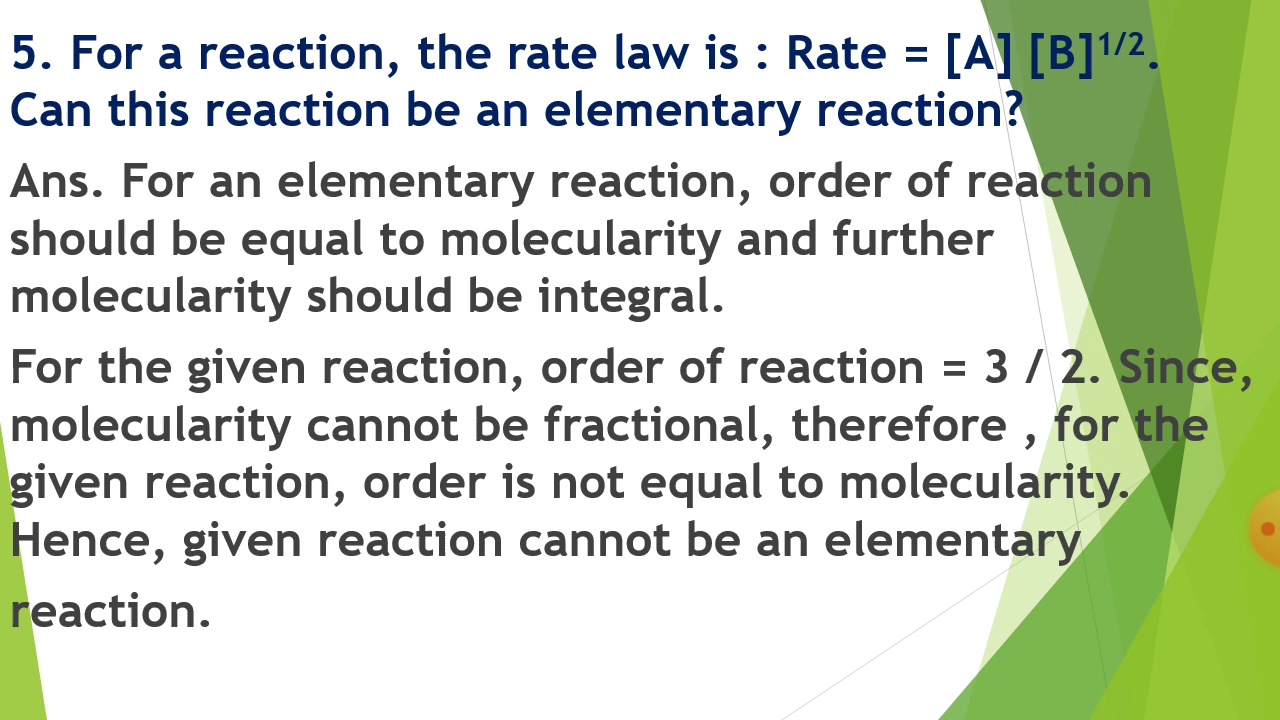 5. For a reaction, the rate law is : Rate = [A] [B]¹/².
Can this reaction be an elementary reaction?
Ans. For an elementary reaction, order of reaction
should be equal to molecularity and further
molecularity should be integral.
For the given reaction, order of reaction = 3 / 2. Since,
molecularity cannot be fractional, therefore , for the
given reaction, order is not equal to molecularity.
Hence, given reaction cannot be an elementary
reaction.